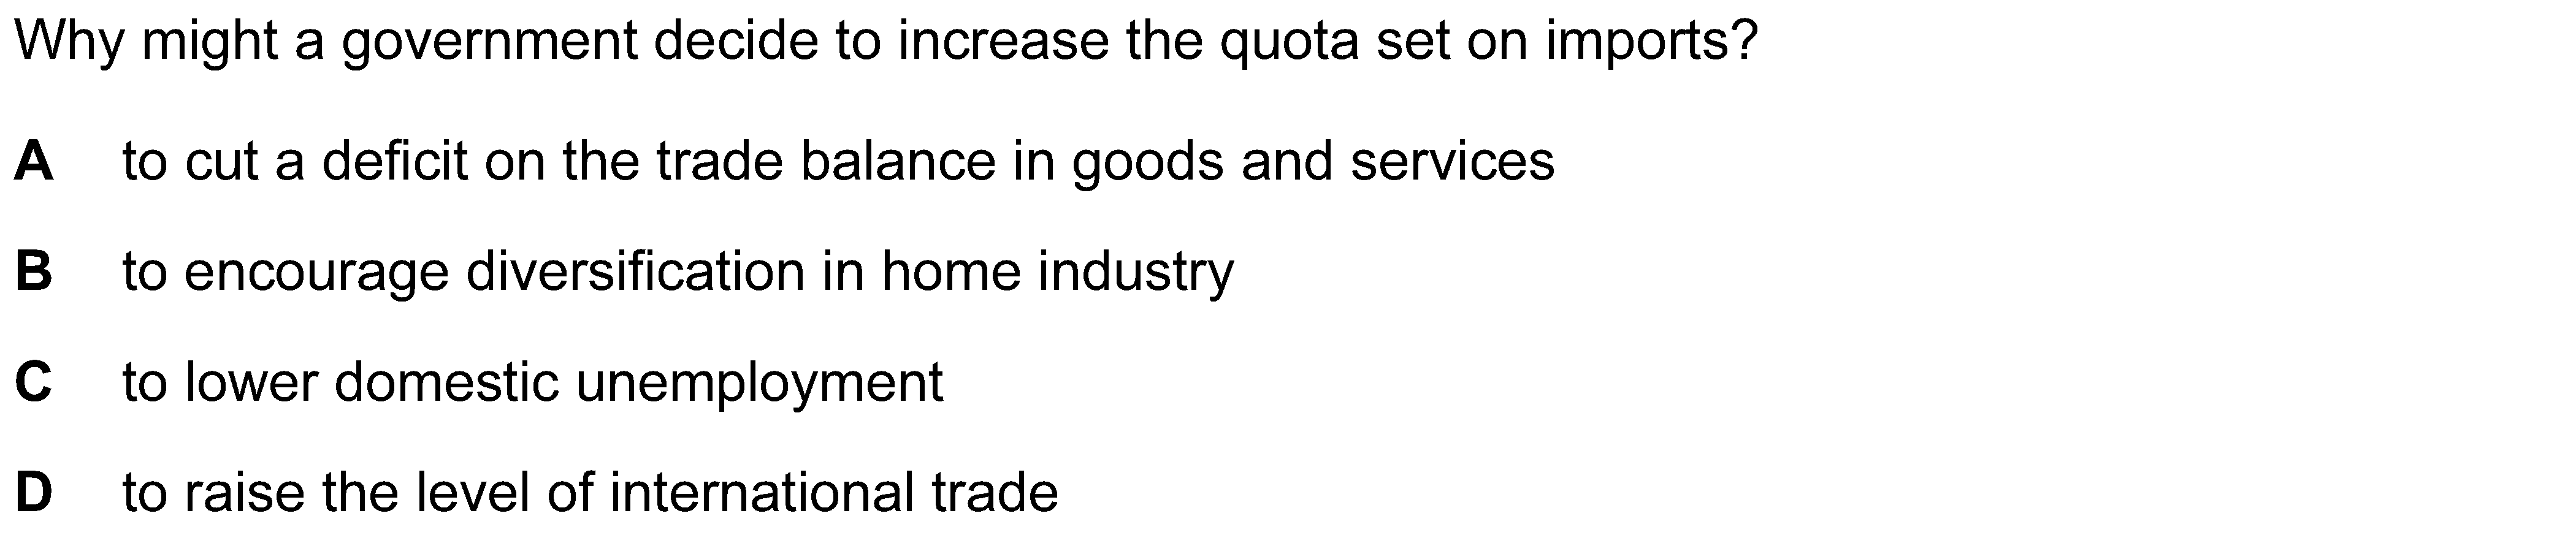 Why might a government decide to increase the quota set on imports?
A to cut a deficit on the trade balance in goods and services
B to encourage diversification in home industry
C to lower domestic unemployment
D to raise the level of international trade